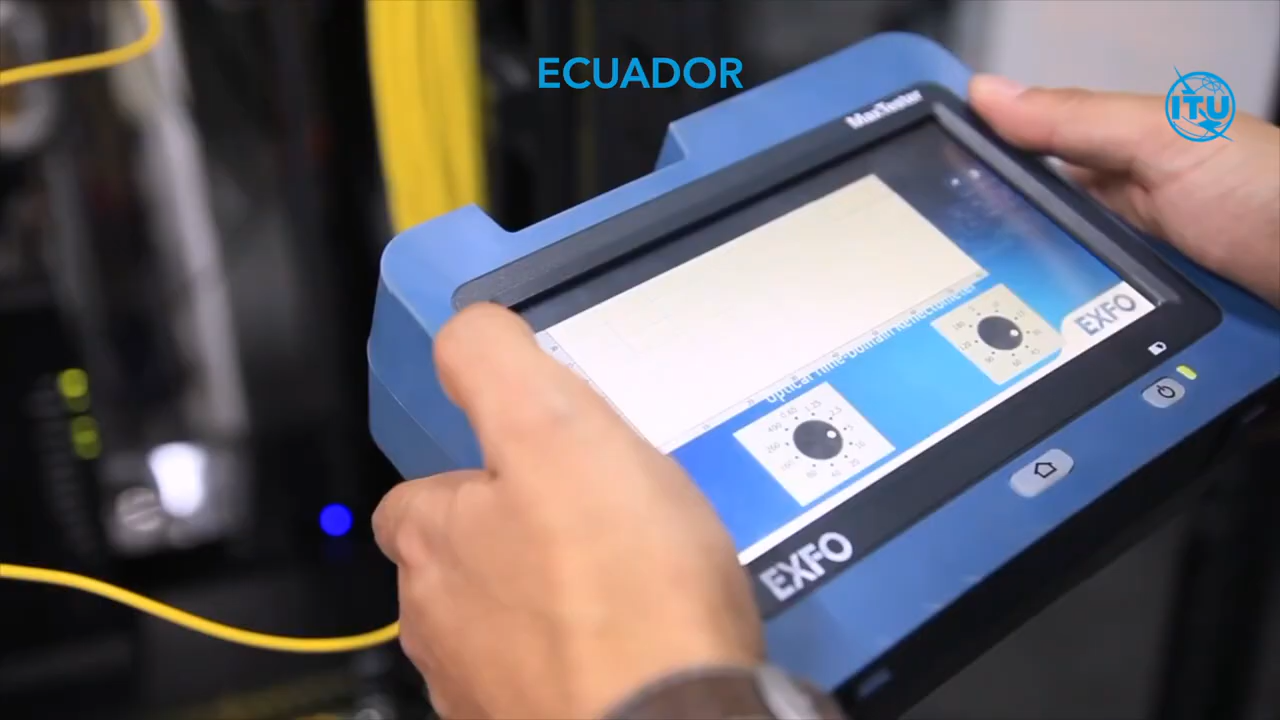 ECUADOR
ITU
MaxTester
Optical Time-Domain Reflectometer
EXFO
EXFO